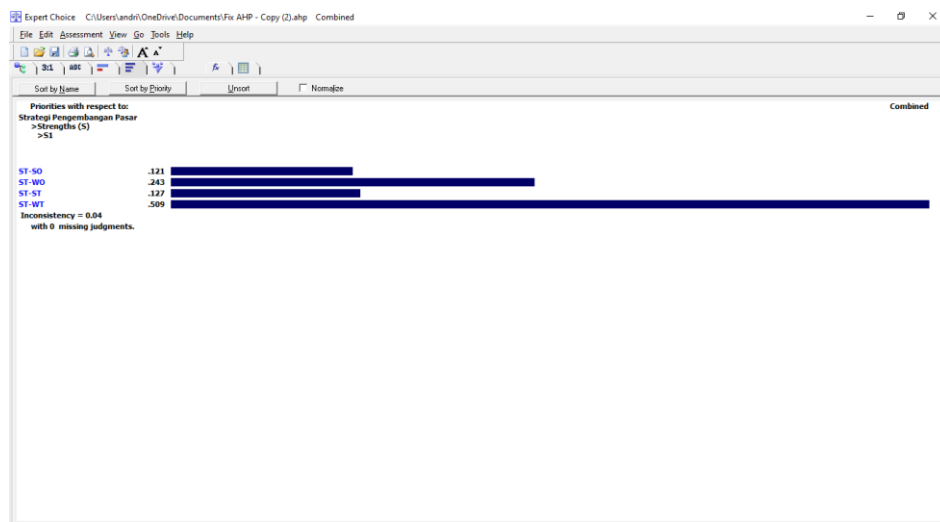 Expert Choice C:\Users\andri\OneDrive\Documents\Fix AHP - Copy (2).ahp Combined
File Edit Assessment View Go Tools Help
A A
3:1 ABC fx
Sort by Name Sort by Priority Unsort Normalize
Priorities with respect to: Combined
Strategi Pengembangan Pasar
>Strengths (S)
>S1
ST-SO .121
ST-WO .243
ST-ST .127
ST-WT .509
Inconsistency = 0.04
with 0 missing judgments.